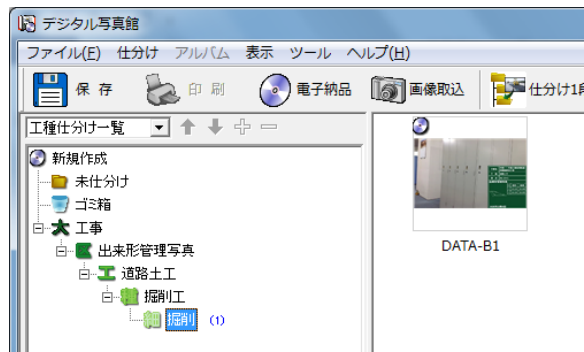 デジタル写真館
ファイル(F) 仕分け アルバム 表示 ツール ヘルプ(H)
保存 印刷 電子納品 画像取込 仕分け1段
工種仕分け一覧
新規作成
未仕分け
ゴミ箱
工事
出来形管理写真
道路土工
掘削工
掘削 (1)
DATA-B1